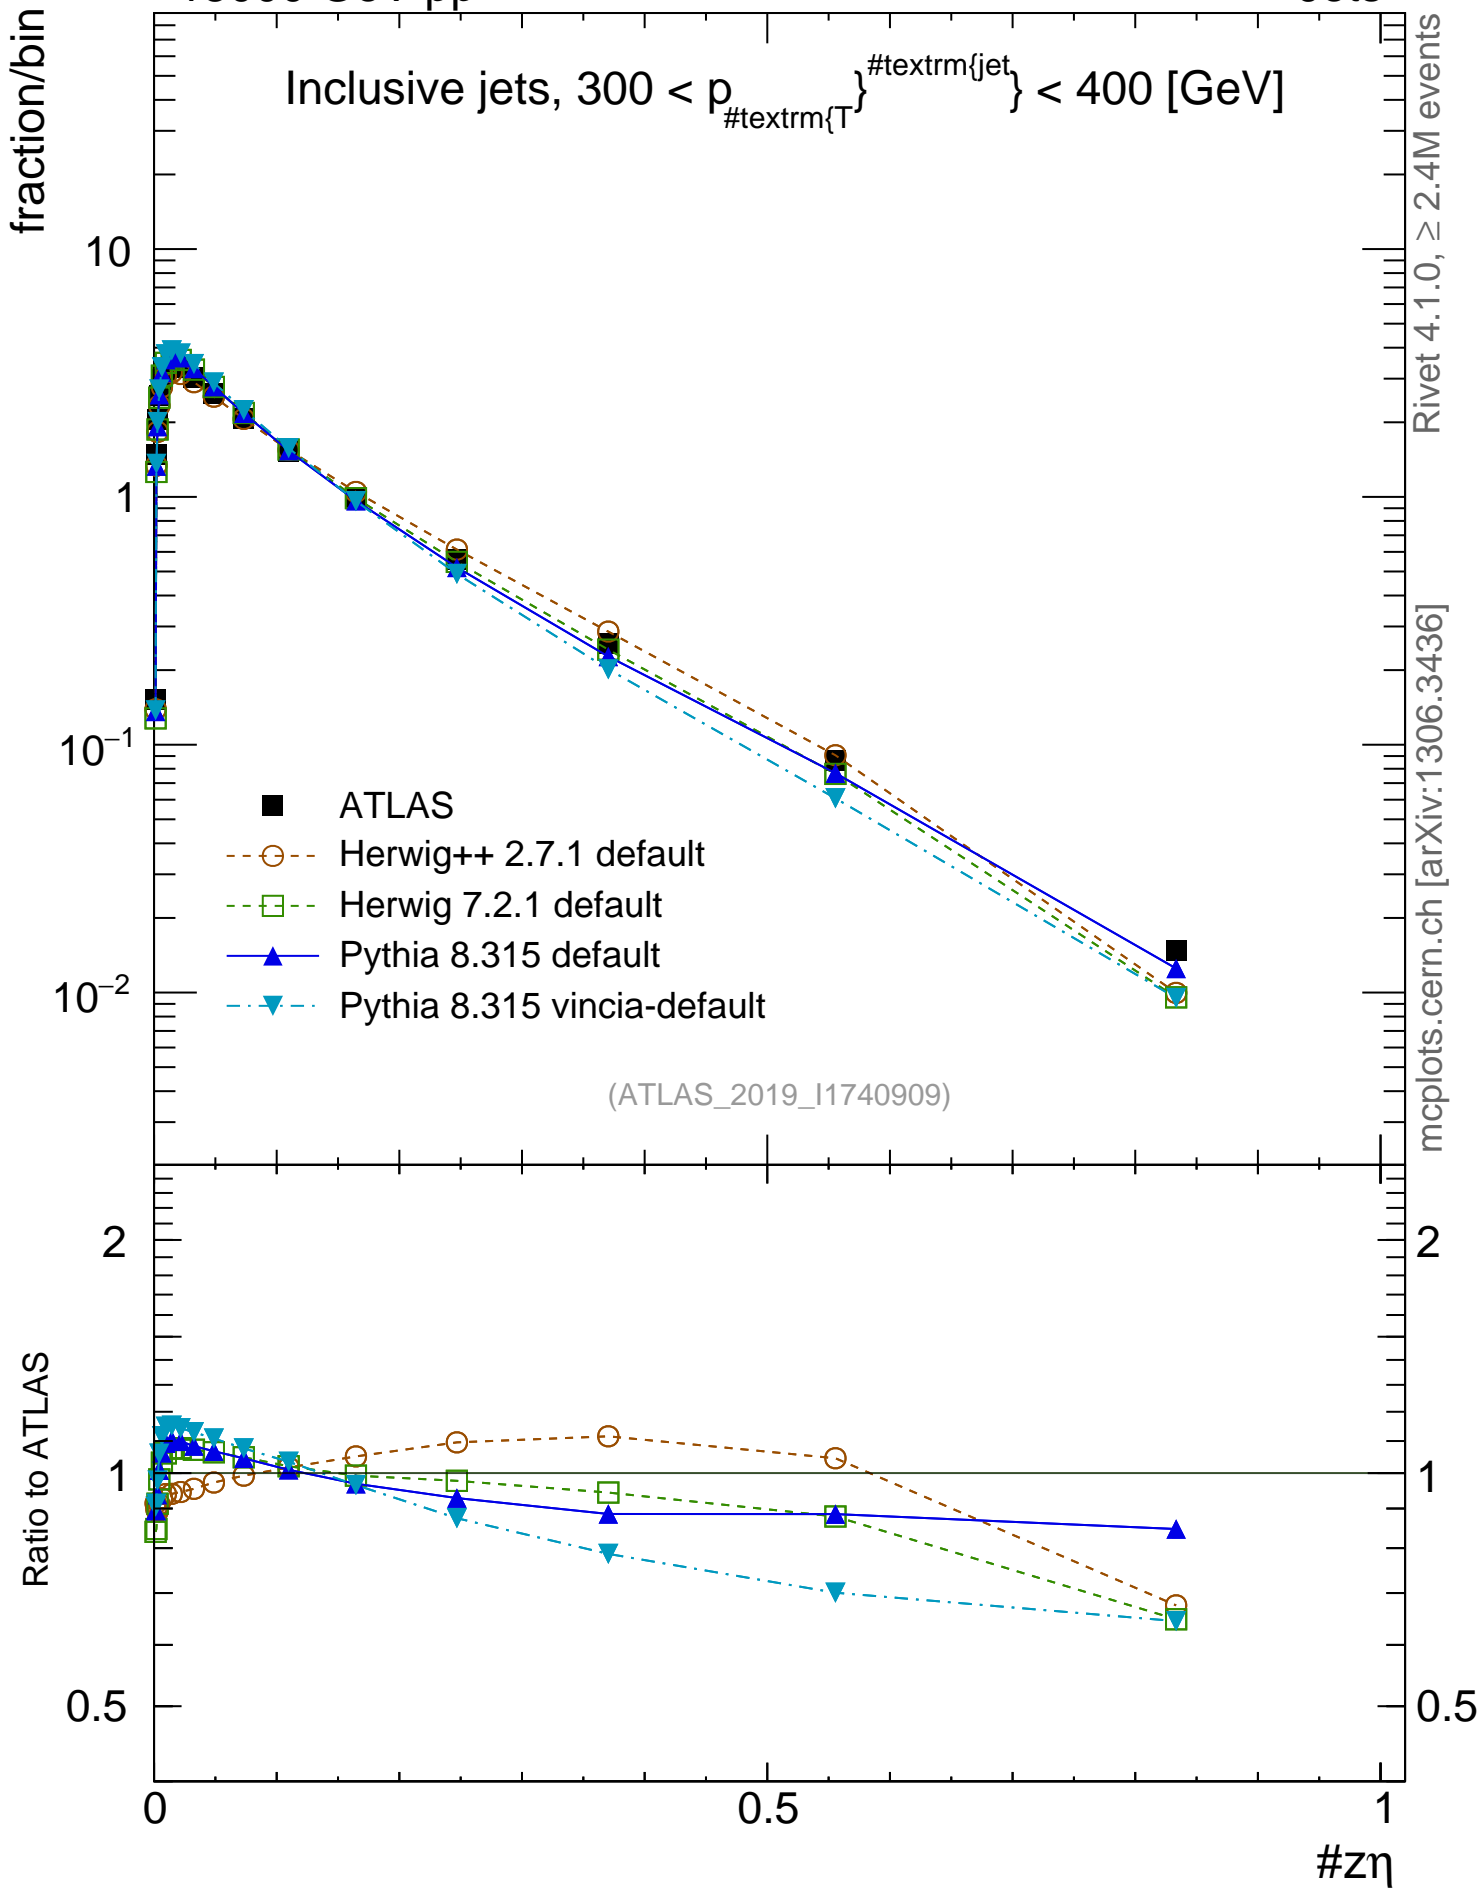 fraction/bin
Inclusive jets, 300 < p_{#textrm{T}}^{#textrm{jet}} < 400 [GeV]
10
1
10^{-1}
10^{-2}
ATLAS
Herwig++ 2.7.1 default
Herwig 7.2.1 default
Pythia 8.315 default
Pythia 8.315 vincia-default
(ATLAS_2019_I1740909)
Rivet 4.1.0, ≥ 2.4M events
mcplots.cern.ch [arXiv:1306.3436]
Ratio to ATLAS
2
1
0.5
2
1
0.5
0
0.5
1
#zη